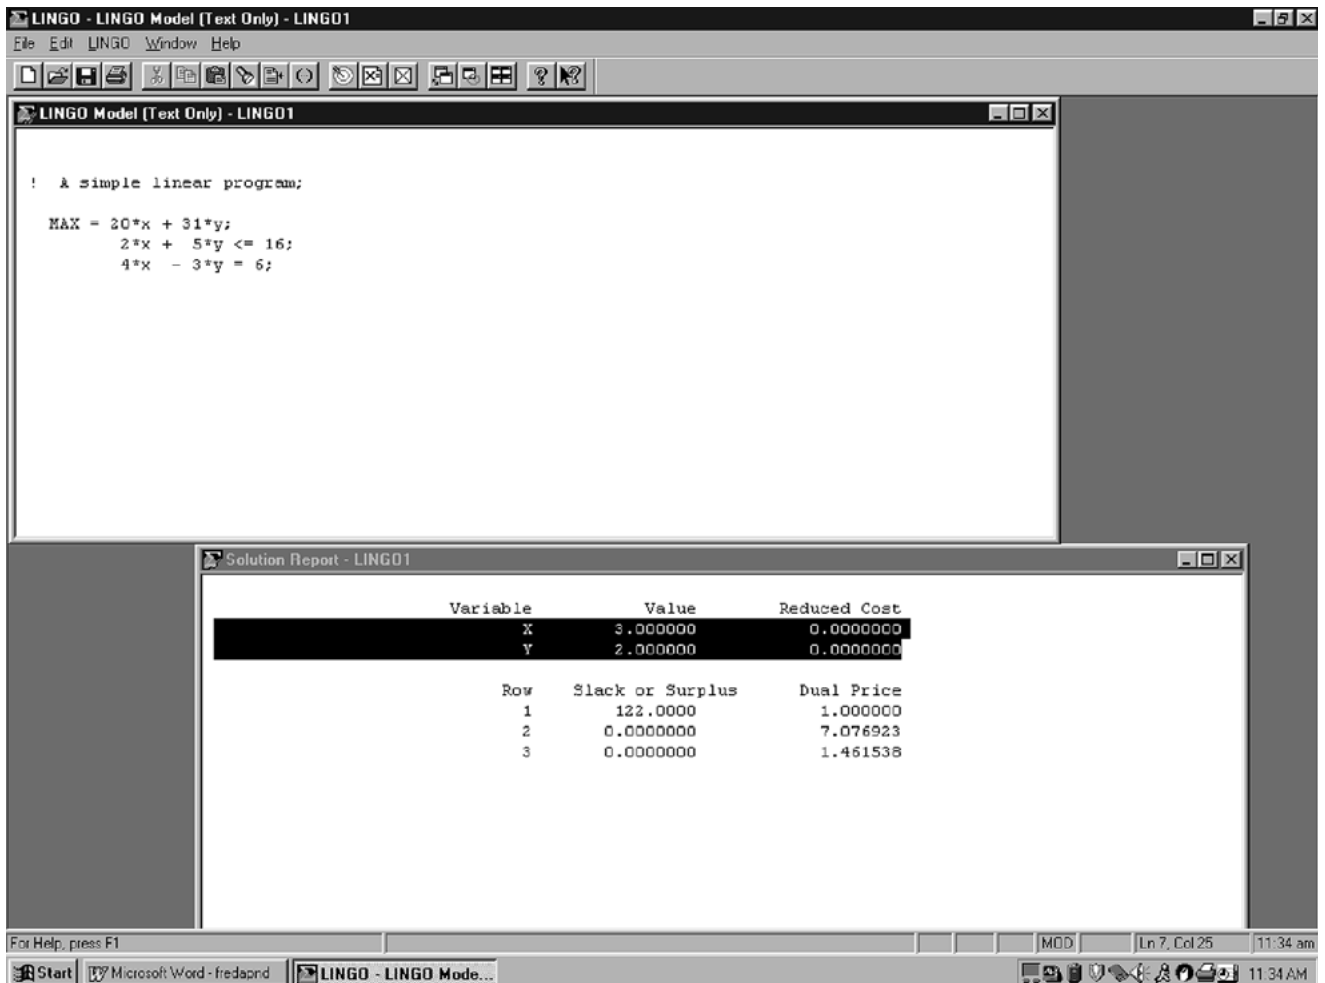 LINGO - LINGO Model (Text Only) - LINGO1
File Edit LINGO Window Help
LINGO Model (Text Only) - LINGO1
! A simple linear program;
MAX = 20*x + 31*y;
2*x + 5*y <= 16;
4*x - 3*y = 6;
Solution Report - LINGO1
Variable Value Reduced Cost
X 3.000000 0.0000000
Y 2.000000 0.0000000
Row Slack or Surplus Dual Price
1 122.0000 1.000000
2 0.0000000 7.076923
3 0.0000000 1.461538
For Help, press F1 MOD Ln 7, Col 25 11:34 am
Start Microsoft Word - fredapnd LINGO - LINGO Mode... 11:34 AM